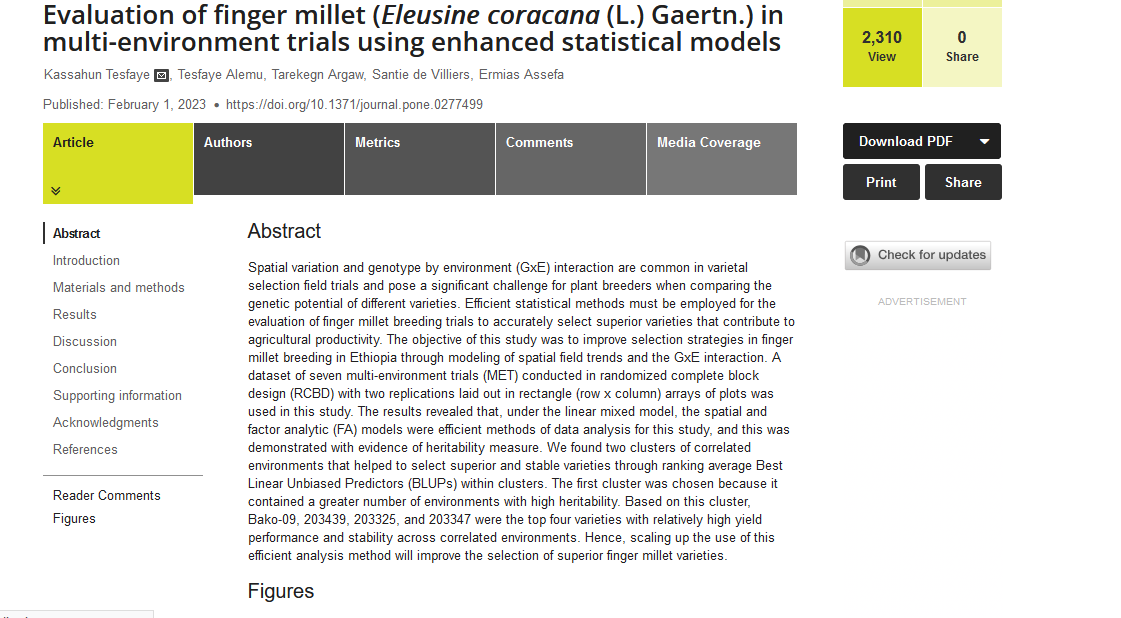 Evaluation of finger millet (Eleusine coracana (L.) Gaertn.) in
multi-environment trials using enhanced statistical models
Kassahun Tesfaye, Tesfaye Alemu, Tarekegn Argaw, Santie de Villiers, Ermias Assefa
Published: February 1, 2023 • https://doi.org/10.1371/journal.pone.0277499
2,310
View
0
Share
Article
Authors
Metrics
Comments
Media Coverage
Download PDF
Print
Share
Check for updates
ADVERTISEMENT
Abstract
Introduction
Materials and methods
Results
Discussion
Conclusion
Supporting information
Acknowledgments
References
Reader Comments
Figures
Abstract
Spatial variation and genotype by environment (GxE) interaction are common in varietal
selection field trials and pose a significant challenge for plant breeders when comparing the
genetic potential of different varieties. Efficient statistical methods must be employed for the
evaluation of finger millet breeding trials to accurately select superior varieties that contribute to
agricultural productivity. The objective of this study was to improve selection strategies in finger
millet breeding in Ethiopia through modeling of spatial field trends and the GxE interaction. A
dataset of seven multi-environment trials (MET) conducted in randomized complete block
design (RCBD) with two replications laid out in rectangle (row x column) arrays of plots was
used in this study. The results revealed that, under the linear mixed model, the spatial and
factor analytic (FA) models were efficient methods of data analysis for this study, and this was
demonstrated with evidence of heritability measure. We found two clusters of correlated
environments that helped to select superior and stable varieties through ranking average Best
Linear Unbiased Predictors (BLUPs) within clusters. The first cluster was chosen because it
contained a greater number of environments with high heritability. Based on this cluster,
Bako-09, 203439, 203325, and 203347 were the top four varieties with relatively high yield
performance and stability across correlated environments. Hence, scaling up the use of this
efficient analysis method will improve the selection of superior finger millet varieties.
Figures